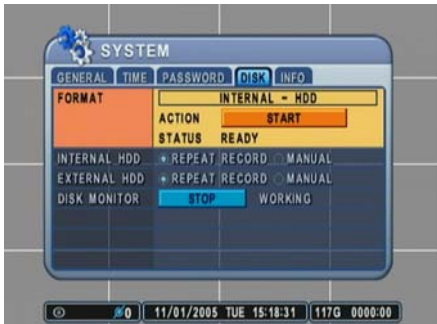 SYSTEM
GENERAL TIME PASSWORD DISK INFO
FORMAT INTERNAL - HDD
ACTION START
STATUS READY
INTERNAL HDD REPEAT RECORD MANUAL
EXTERNAL HDD REPEAT RECORD MANUAL
DISK MONITOR STOP WORKING
0 11/01/2005 TUE 15:18:31 117G 0000:00